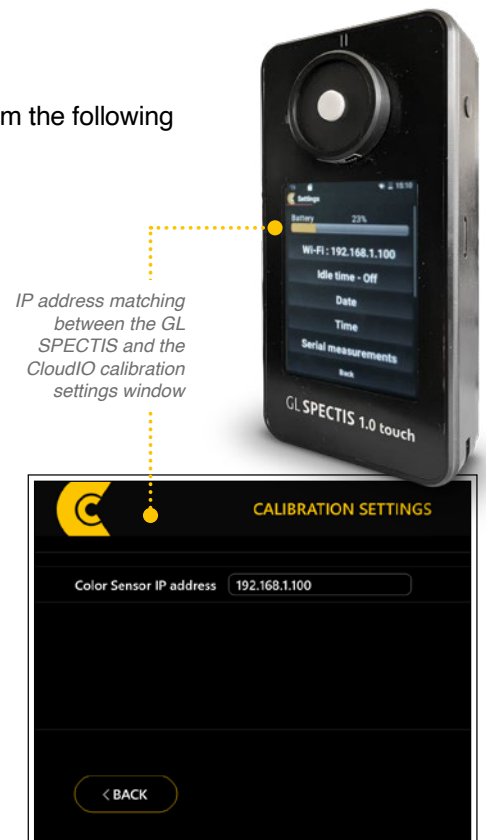 m the following
15:10
Settings
Battery 23%
Wi-Fi : 192.168.1.100
Idle time - Off
Date
Time
Serial measurements
Back
GL SPECTIS 1.0 touch
IP address matching
between the GL
SPECTIS and the
CloudIO calibration
settings window
CALIBRATION SETTINGS
Color Sensor IP address 192.168.1.100
< BACK